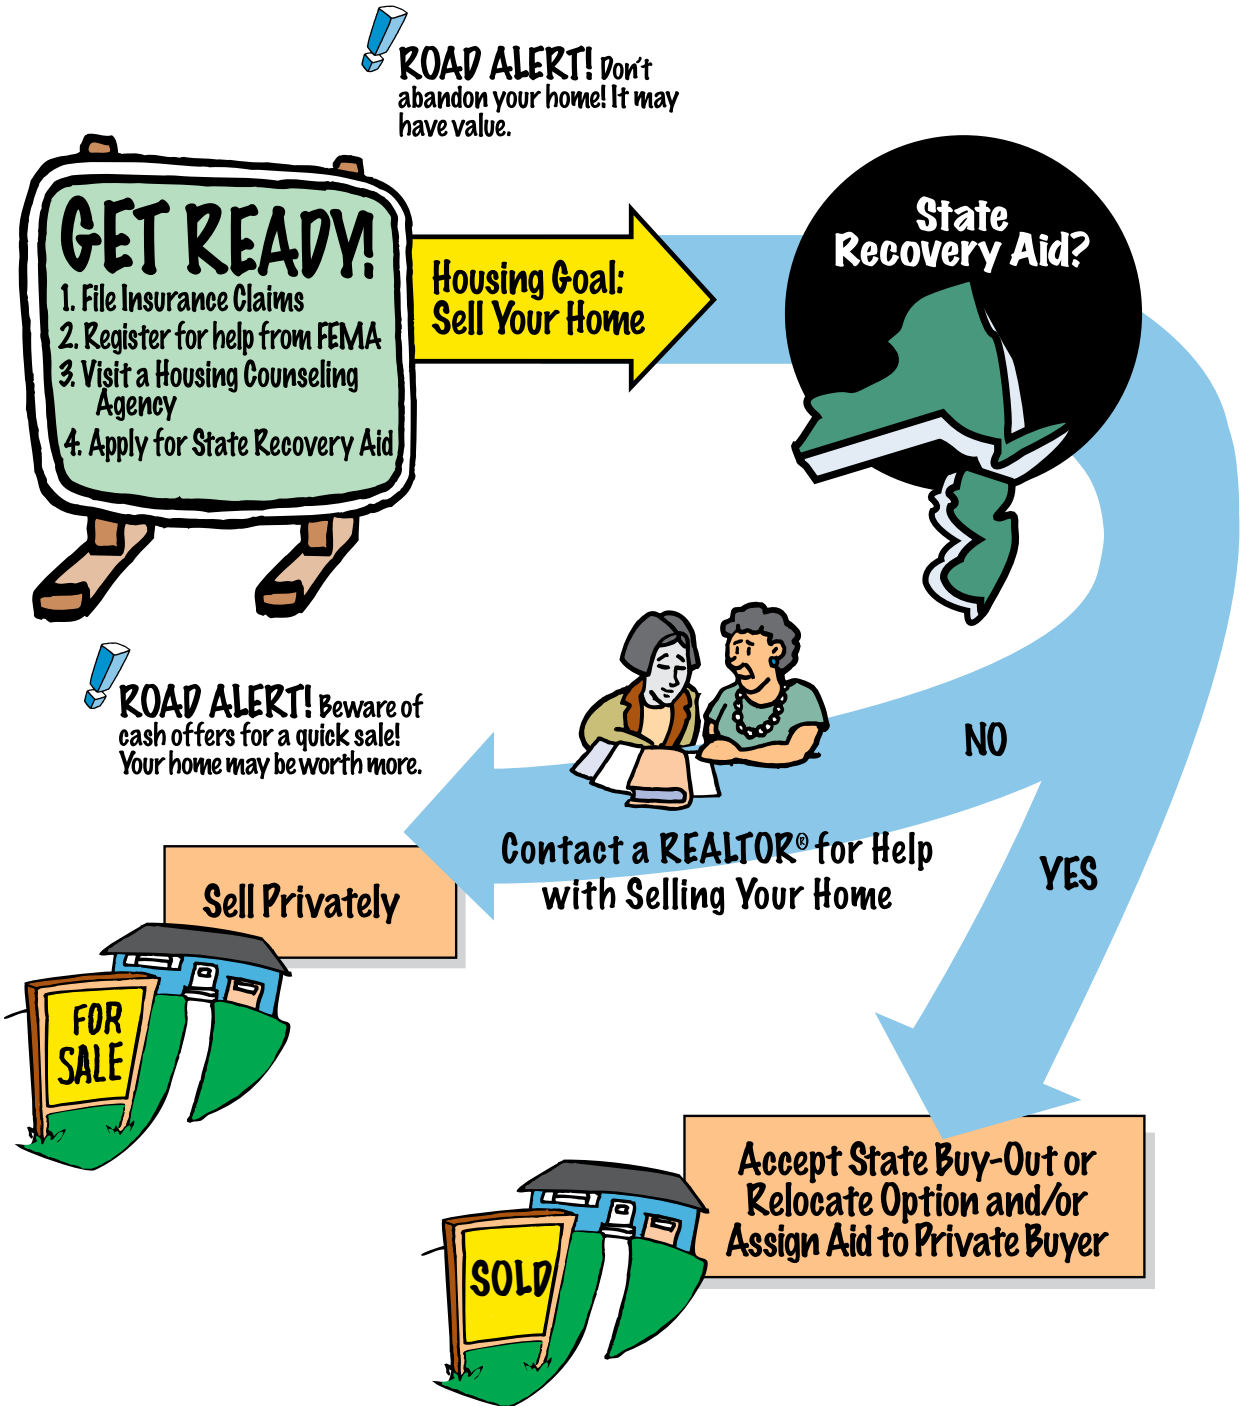 ROAD ALERT! Don't
abandon your home! It may
have value.
GET READY!
1. File Insurance Claims
2. Register for help from FEMA
3. Visit a Housing Counseling
Agency
4. Apply for State Recovery Aid
Housing Goal:
Sell Your Home
State
Recovery Aid?
ROAD ALERT! Beware of
cash offers for a quick sale!
Your home may be worth more.
NO
Contact a REALTOR® for Help
with Selling Your Home
YES
Sell Privately
FOR
SALE
Accept State Buy-Out or
Relocate Option and/or
Assign Aid to Private Buyer
SOLD